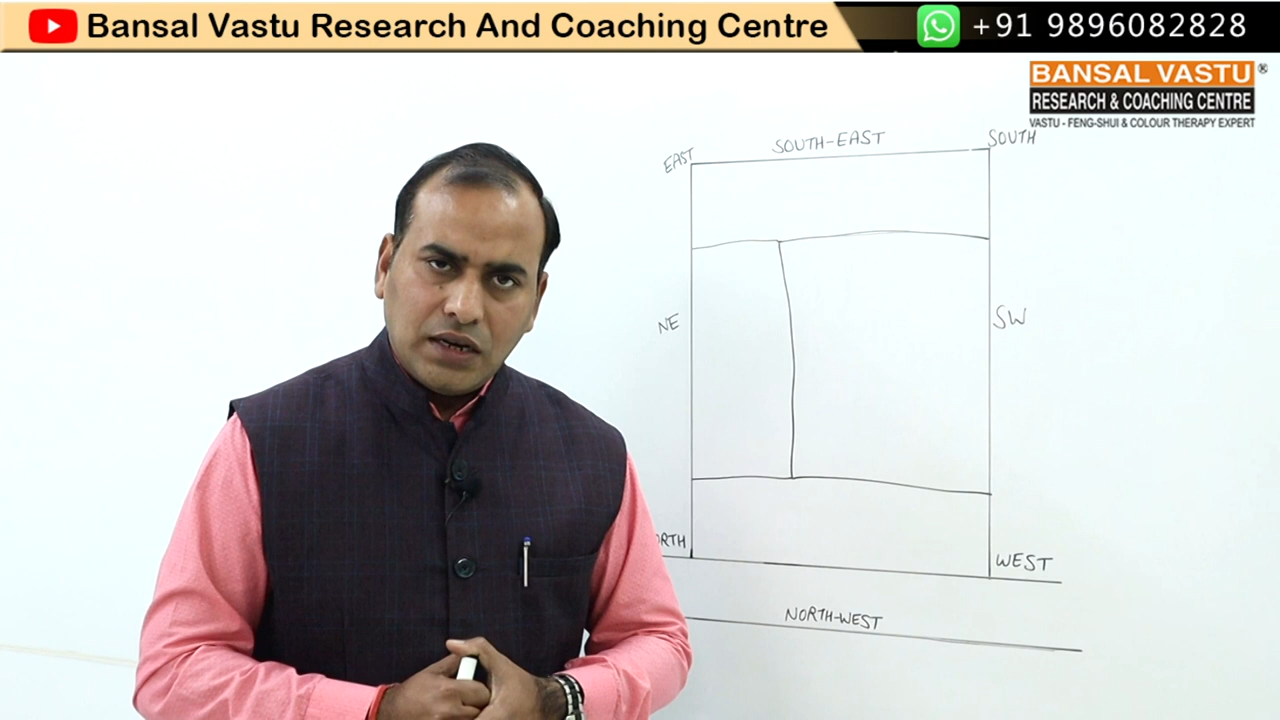 Bansal Vastu Research And Coaching Centre
+91 9896082828
BANSAL VASTU®
RESEARCH & COACHING CENTRE
VASTU - FENG-SHUI & COLOUR THERAPY EXPERT
EAST
SOUTH-EAST
SOUTH
NE
SW
WEST
NORTH-WEST